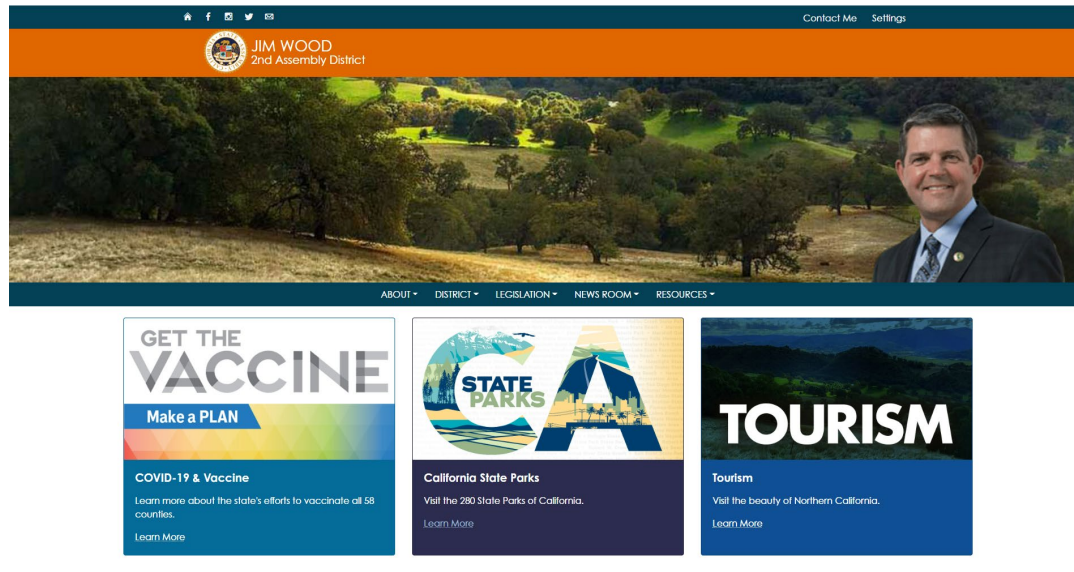 Contact Me Settings
JIM WOOD
2nd Assembly District
ABOUT DISTRICT LEGISLATION NEWS ROOM RESOURCES
GET THE
VACCINE
Make a PLAN
COVID-19 & Vaccine
Learn more about the state's efforts to vaccinate all 58
counties.
Learn More
CA
STATE
PARKS
California State Parks
Visit the 280 State Parks of California.
Learn More
TOURISM
Tourism
Visit the beauty of Northern California.
Learn More